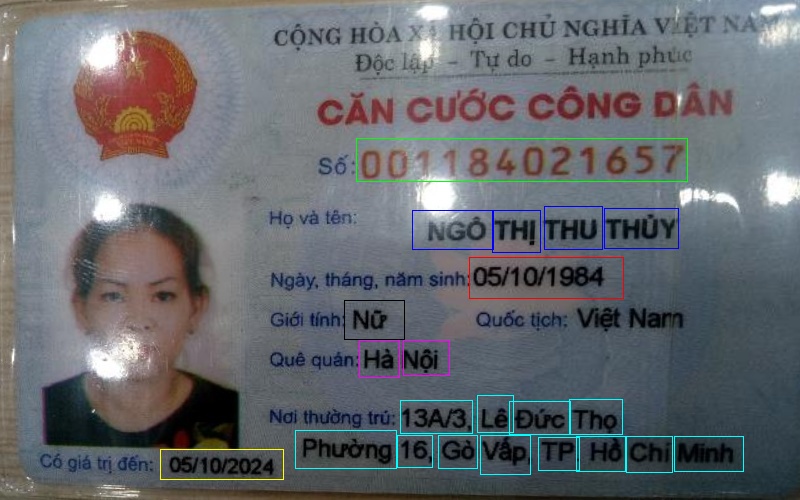 CỘNG HÒA XÃ HỘI CHỦ NGHĨA VIỆT NAM
Độc lập – Tự do – Hạnh phúc
CĂN CƯỚC CÔNG DÂN
Số: 001184021657
Họ và tên: NGÔ THỊ THU THỦY
Ngày, tháng, năm sinh: 05/10/1984
Giới tính: Nữ Quốc tịch: Việt Nam
Quê quán: Hà Nội
Nơi thường trú: 13A/3, Lê Đức Thọ
Phường 16, Gò Vấp, TP Hồ Chí Minh
Có giá trị đến: 05/10/2024